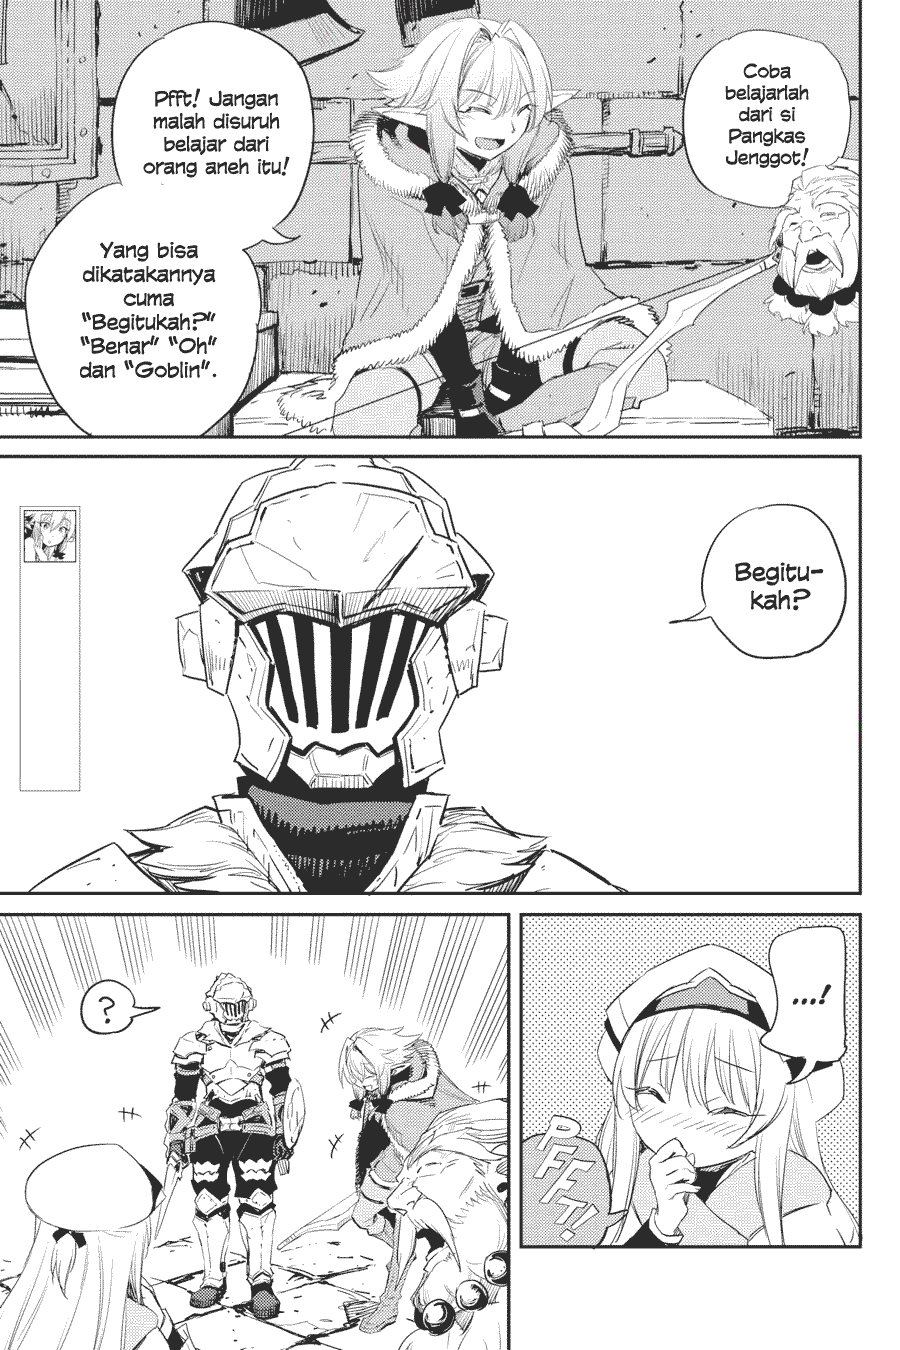 Coba
belajarlah
dari si
Pangkas
Jenggot!
Pfft! Jangan
malah disuruh
belajar dari
orang aneh itu!
Yang bisa
dikatakannya
cuma
"Begitukah?"
"Benar" "Oh"
dan "Goblin".
Begitu-
kah?
...!
PFFT!
?